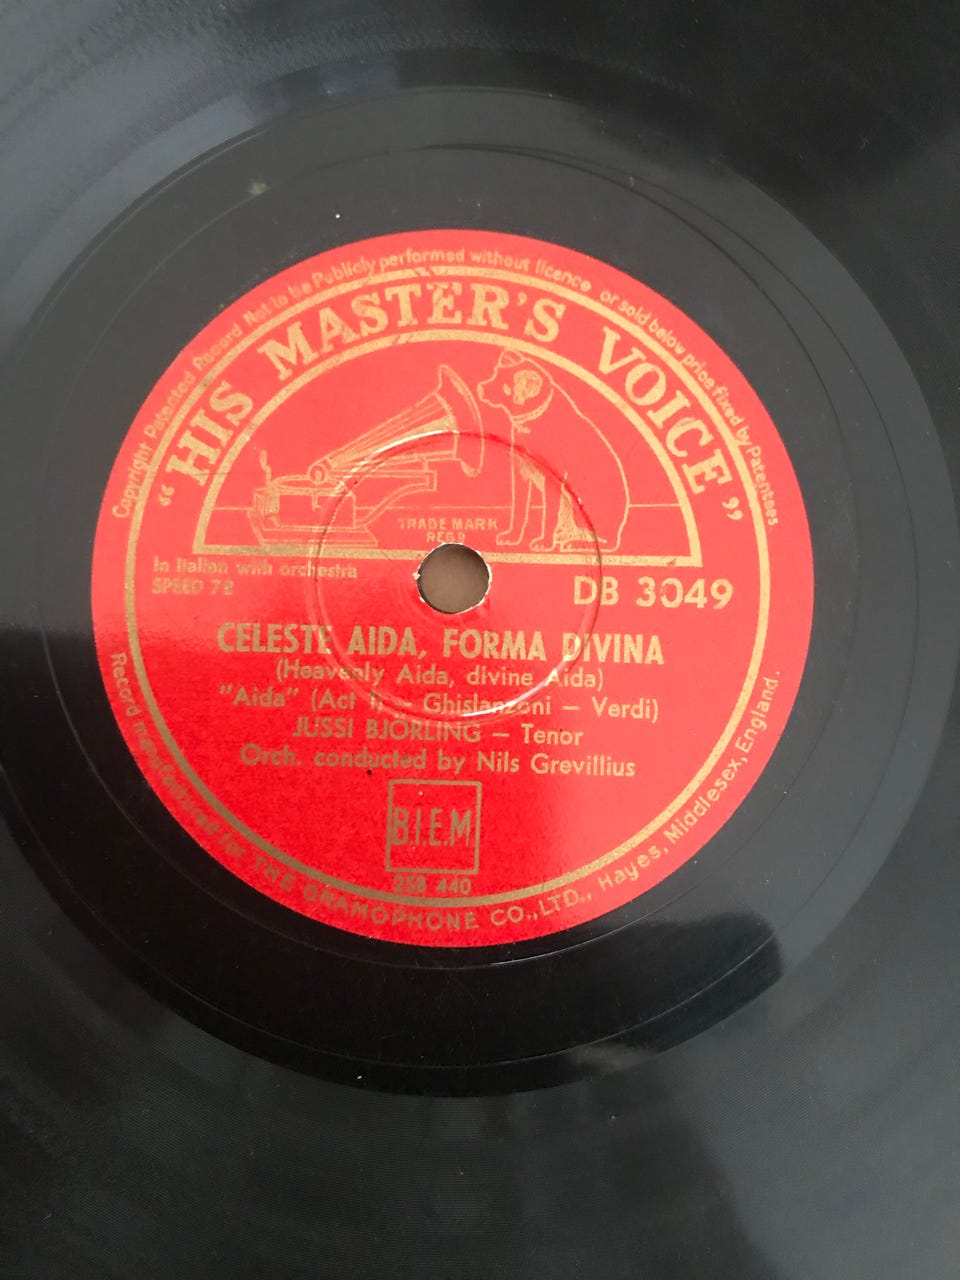 Copyright Patented Record Not to be Publicly performed without licence or sold below price fixed by Patentees
"HIS MASTER'S VOICE"
TRADE MARK
REGD
In Italian with orchestra
SPEED 78
DB 3049
CELESTE AIDA, FORMA DIVINA
(Heavenly Aida, divine Aida)
"Aida" (Act I) — Ghislanzoni — Verdi)
JUSSI BJÖRLING — Tenor
Orch. conducted by Nils Grevillius
B.I.E.M
2SB 440
Record for THE GRAMOPHONE CO., LTD., Hayes, Middlesex, England.